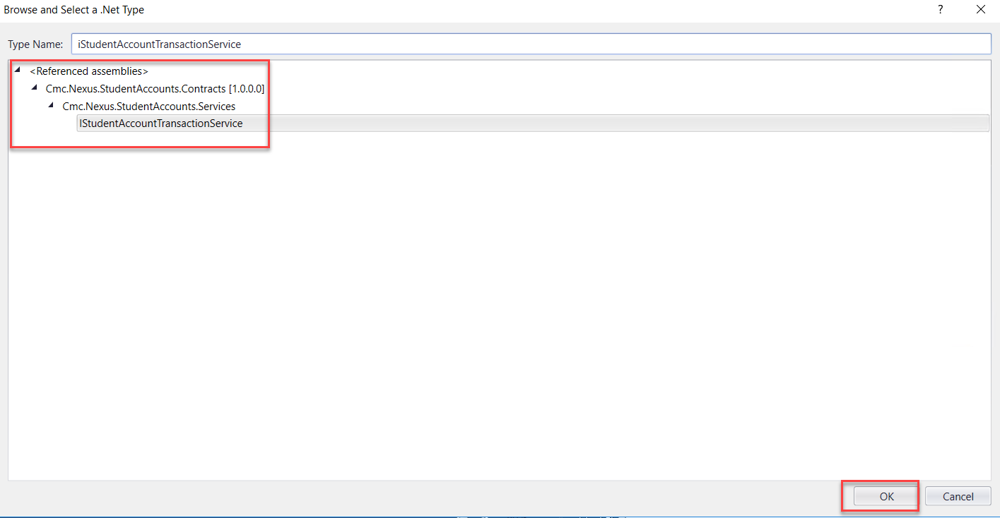 Browse and Select a .Net Type
?
Type Name: iStudentAccountTransactionService
<Referenced assemblies>
Cmc.Nexus.StudentAccounts.Contracts [1.0.0.0]
Cmc.Nexus.StudentAccounts.Services
IStudentAccountTransactionService
OK Cancel